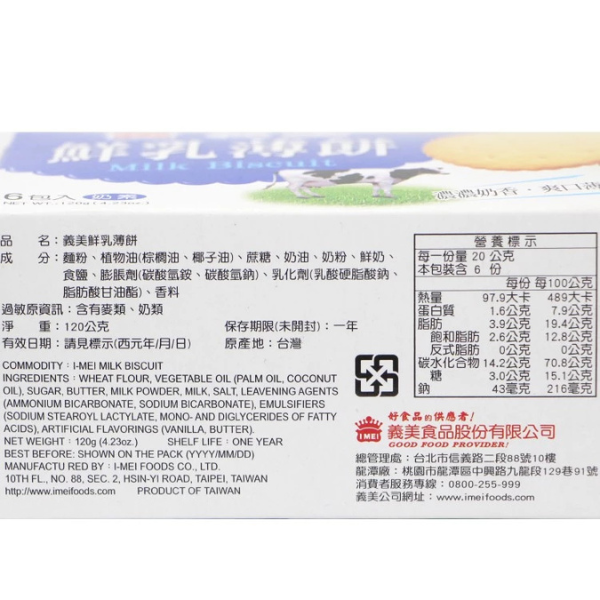 鮮乳薄餅
Milk Biscuit
6包入 奶素
NET WT./120g(4.23oz.)
濃濃奶香·爽口
品 名：義美鮮乳薄餅
成 分：麵粉、植物油(棕櫚油、椰子油)、蔗糖、奶油、奶粉、鮮奶、
食鹽、膨脹劑(碳酸氫銨、碳酸氫鈉)、乳化劑(乳酸硬脂酸鈉、
脂肪酸甘油酯)、香料
過敏原資訊：含有麥類、奶類
淨 重：120公克 保存期限(未開封)：一年
有效日期：請見標示(西元年/月/日) 原產地：台灣
COMMODITY : I-MEI MILK BISCUIT
INGREDIENTS : WHEAT FLOUR, VEGETABLE OIL (PALM OIL, COCONUT
OIL), SUGAR, BUTTER, MILK POWDER, MILK, SALT, LEAVENING AGENTS
(AMMONIUM BICARBONATE, SODIUM BICARBONATE), EMULSIFIERS
(SODIUM STEAROYL LACTYLATE, MONO- AND DIGLYCERIDES OF FATTY
ACIDS), ARTIFICIAL FLAVORINGS (VANILLA, BUTTER).
NET WEIGHT : 120g (4.23oz.) SHELF LIFE : ONE YEAR
BEST BEFORE: SHOWN ON THE PACK (YYYY/MM/DD)
MANUFACTU RED BY : I-MEI FOODS CO., LTD.
10TH FL., NO. 88, SEC. 2, HSIN-YI ROAD, TAIPEI, TAIWAN
http://www.imeifoods.com PRODUCT OF TAIWAN
營養標示
每一份量 20 公克
本包裝含 6 份
每份 每100公克
熱量 97.9大卡 489大卡
蛋白質 1.6公克 7.9公克
脂肪 3.9公克 19.4公克
飽和脂肪 2.6公克 12.8公克
反式脂肪 0公克 0公克
碳水化合物 14.2公克 70.8公克
糖 3.0公克 15.1公克
鈉 43毫克 216毫克
好食品的供應者!
I-MEI 義美食品股份有限公司
GOOD FOOD PROVIDER!
總管理處：台北市信義路二段88號10樓
龍潭廠：桃園市龍潭區中興路九龍段129巷91號
消費者服務專線：0800-255-999
義美公司網址：www.imeifoods.com